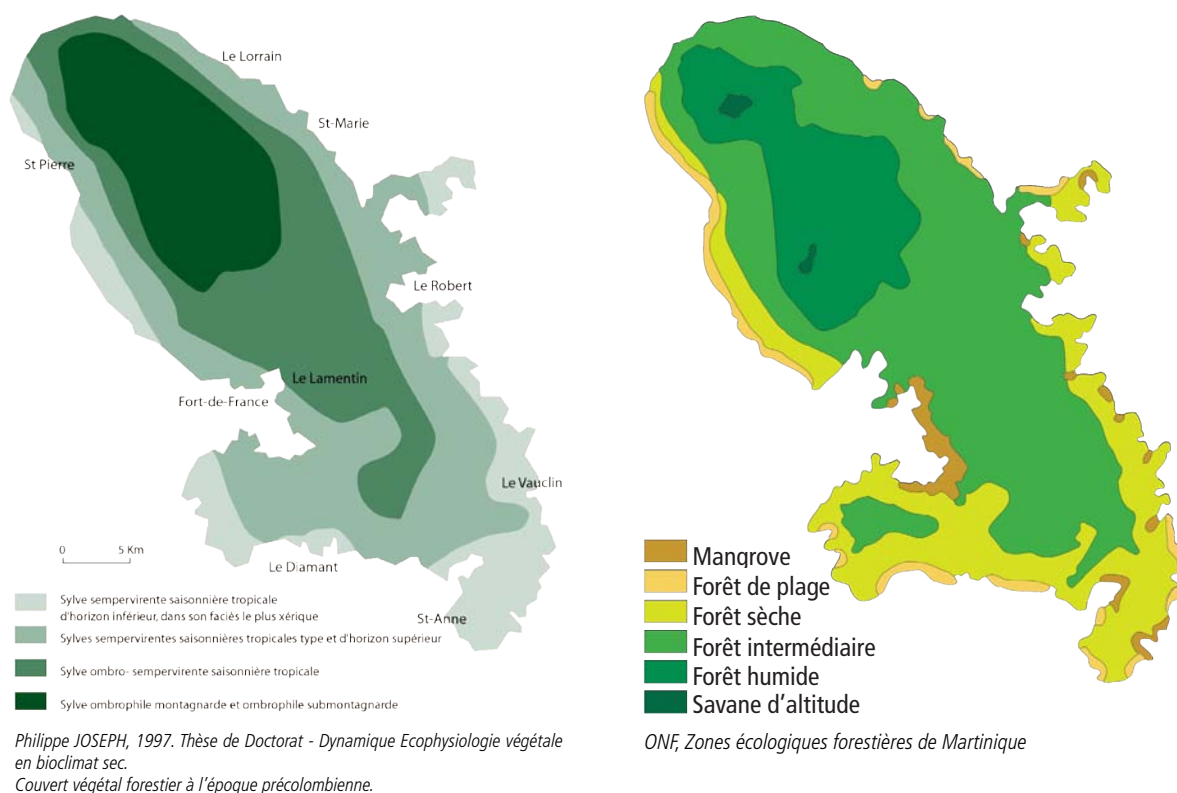 Le Lorrain
St-Marie
St Pierre
Le Robert
Le Lamentin
Fort-de-France
Le Vauclin
0 5 Km
Le Diamant
St-Anne
Sylve sempervirente saisonnière tropicale
d'horizon inférieur, dans son faciès le plus xérique
Sylves sempervirentes saisonnières tropicales type et d'horizon supérieur
Sylve ombro- sempervirente saisonnière tropicale
Sylve ombrophile montagnarde et ombrophile submontagnarde
Philippe JOSEPH, 1997. Thèse de Doctorat - Dynamique Ecophysiologie végétale
en bioclimat sec.
Couvert végétal forestier à l'époque précolombienne.
Mangrove
Forêt de plage
Forêt sèche
Forêt intermédiaire
Forêt humide
Savane d'altitude
ONF, Zones écologiques forestières de Martinique